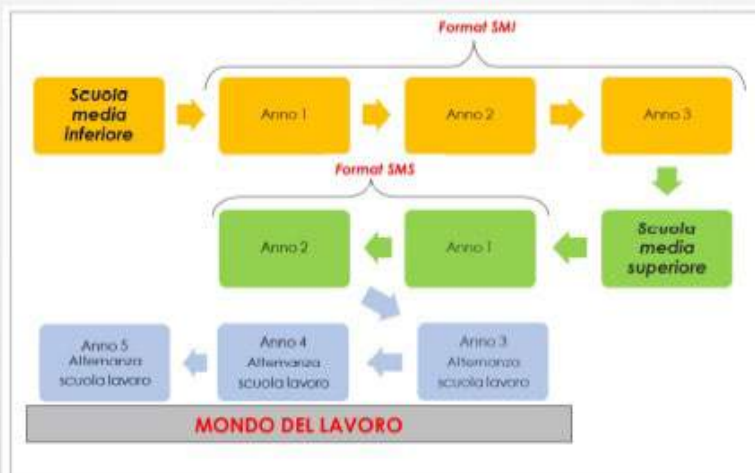 Format SMI
Scuola
media
inferiore
Anno 1
Anno 2
Anno 3
Format SMS
Anno 2
Anno 1
Scuola
media
superiore
Anno 5
Alternanza
scuola lavoro
Anno 4
Alternanza
scuola lavoro
Anno 3
Alternanza
scuola lavoro
MONDO DEL LAVORO